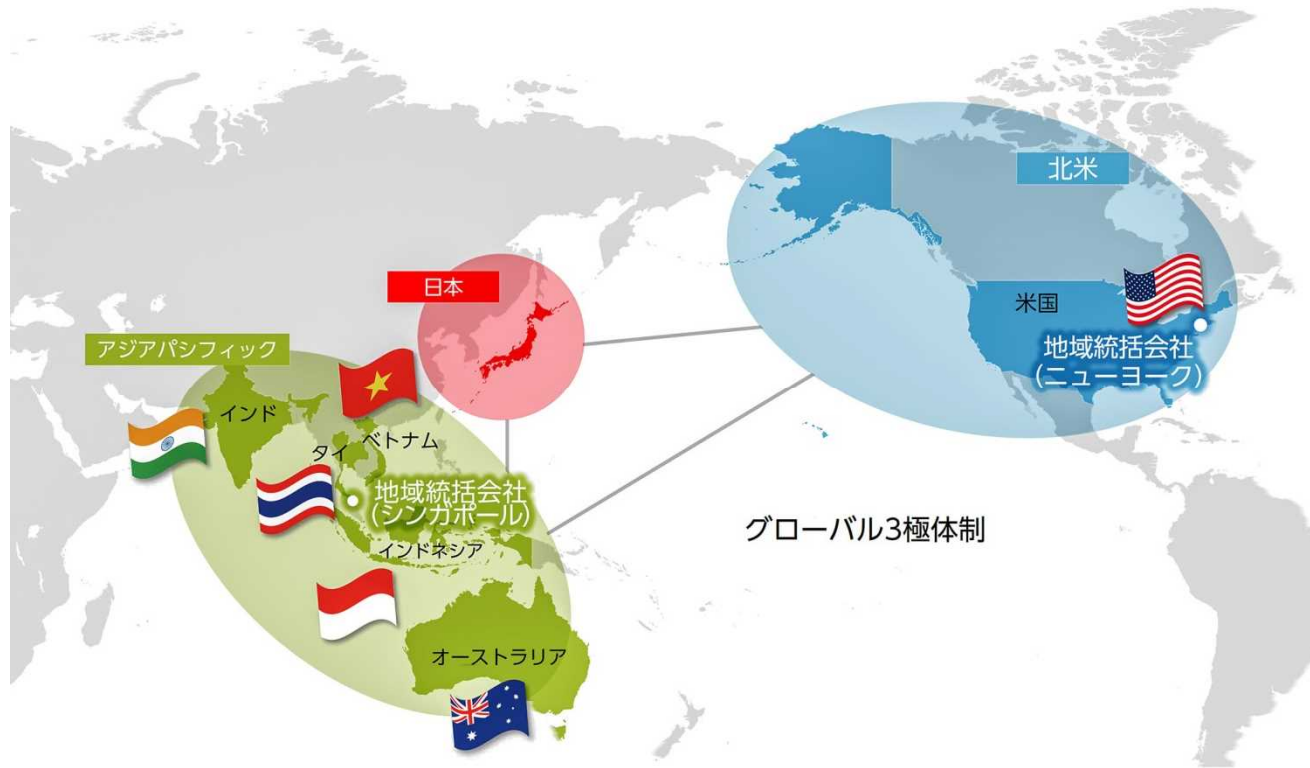 北米
日本
米国
地域統括会社
(ニューヨーク)
アジアパシフィック
インド
タイ
ベトナム
地域統括会社
(シンガポール)
インドネシア
グローバル3極体制
オーストラリア